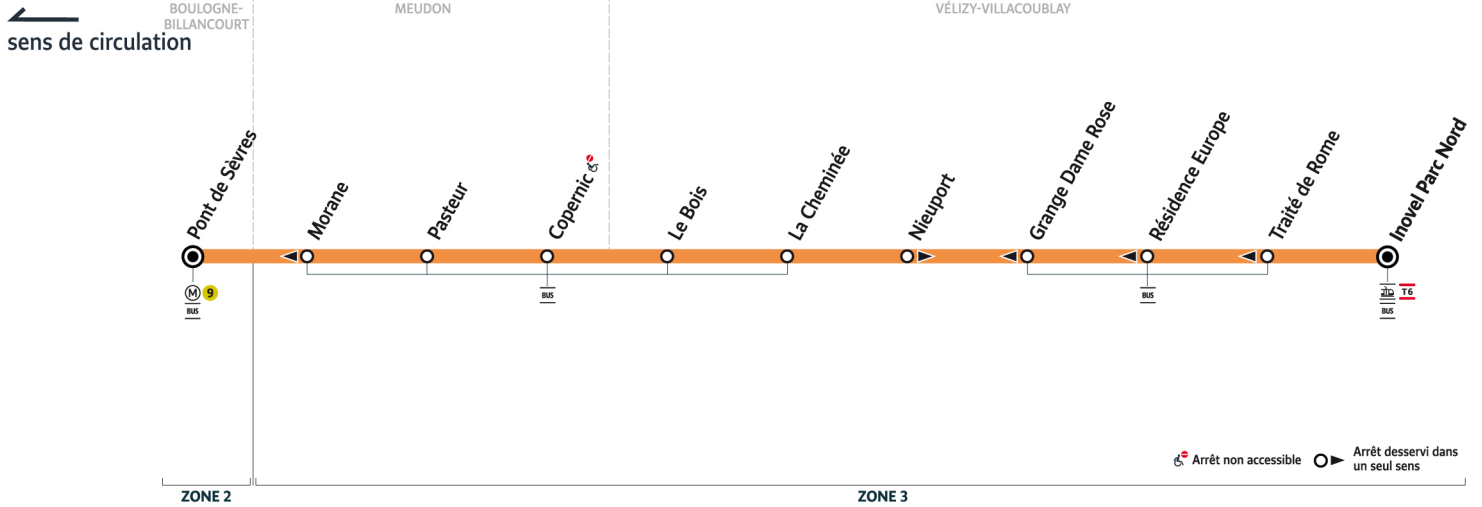 BOULOGNE-
BILLANCOURT
MEUDON
VÉLIZY-VILLACOUBLAY
sens de circulation
Pont de Sèvres
Morane
Pasteur
Copernic
Le Bois
La Cheminée
Nieuport
Grange Dame Rose
Résidence Europe
Traité de Rome
Inovel Parc Nord
M 9
BUS
BUS
BUS
T6
BUS
Arrêt non accessible
Arrêt desservi dans
un seul sens
ZONE 2
ZONE 3